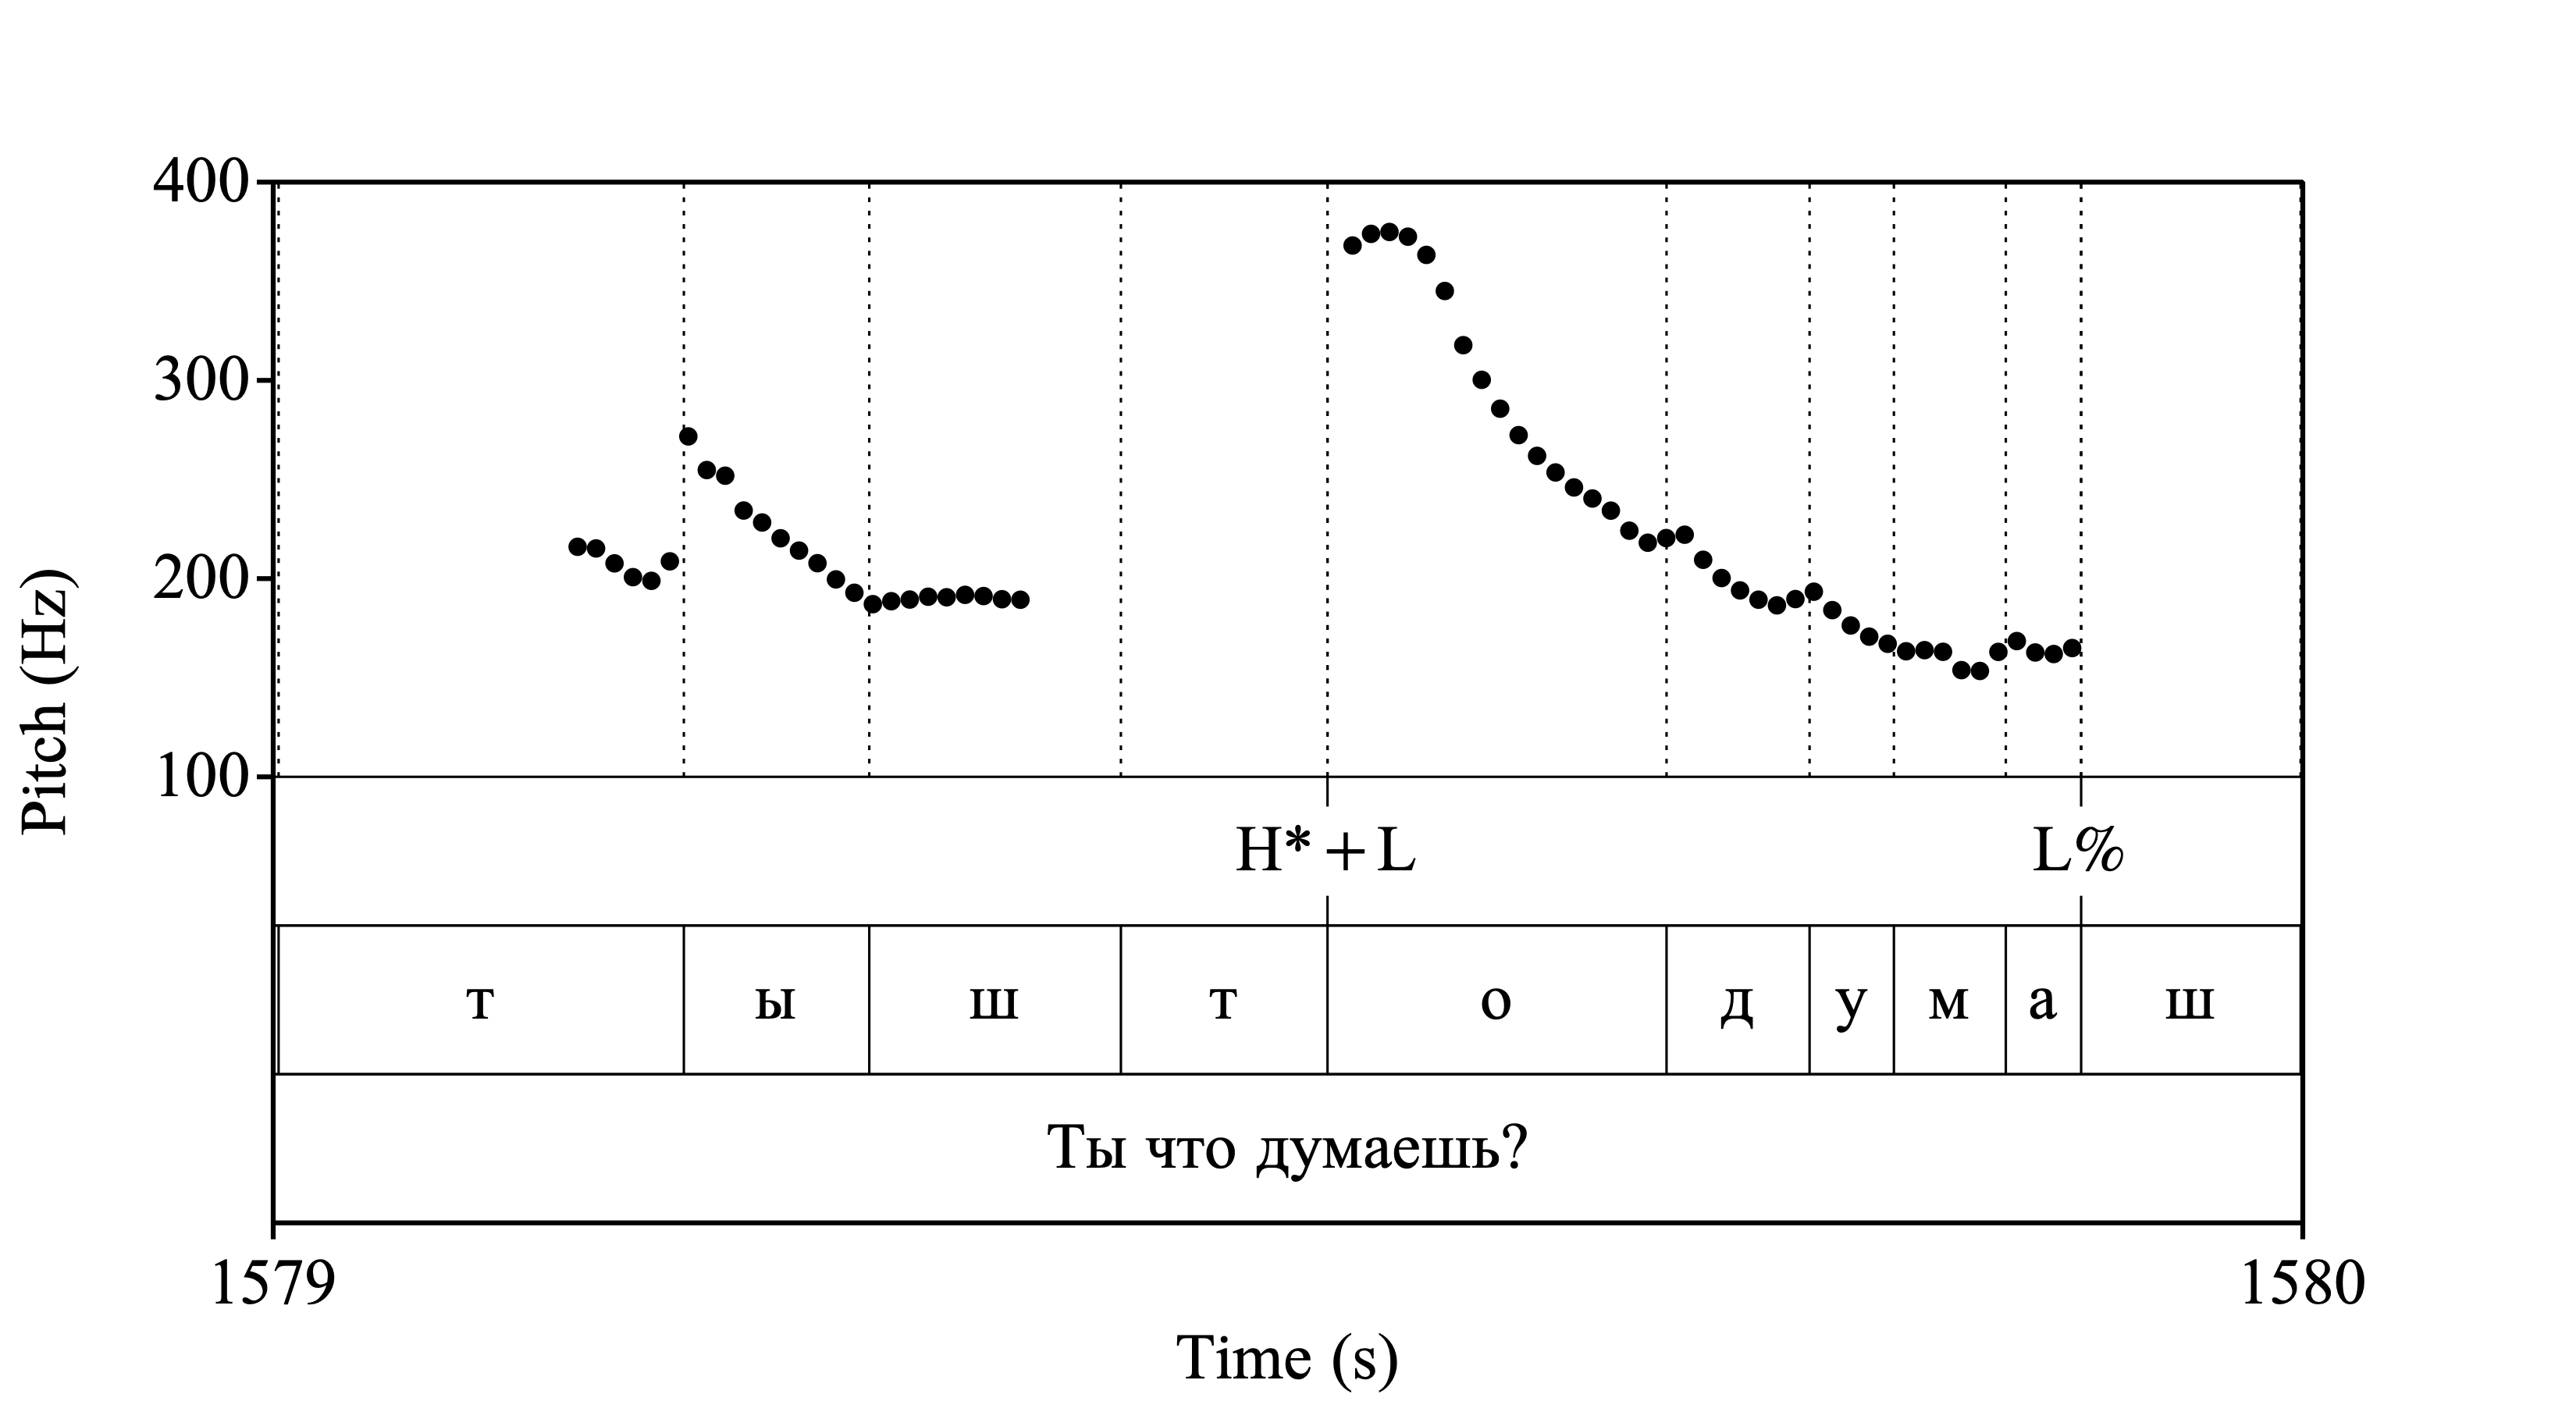 400
300
200
100
Pitch (Hz)
H*+L L%
т ы ш т о д у м а ш
Ты что думаешь?
1579 1580
Time (s)